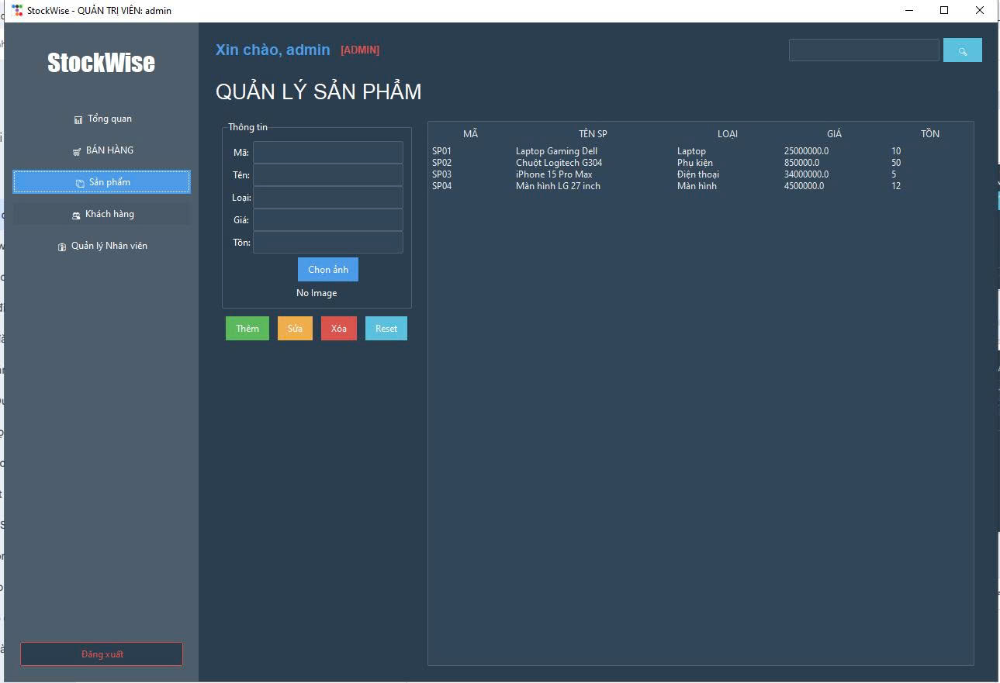 StockWise - QUẢN TRỊ VIÊN: admin
StockWise
Tổng quan
BÁN HÀNG
Sản phẩm
Khách hàng
Quản lý Nhân viên
Đăng xuất
Xin chào, admin [ADMIN]
QUẢN LÝ SẢN PHẨM
Thông tin
Mã:
Tên:
Loại:
Giá:
Tồn:
Chọn ảnh
No Image
Thêm Sửa Xóa Reset
MÃ TÊN SP LOẠI GIÁ TỒN
SP01 Laptop Gaming Dell Laptop 25000000.0 10
SP02 Chuột Logitech G304 Phụ kiện 850000.0 50
SP03 iPhone 15 Pro Max Điện thoại 34000000.0 5
SP04 Màn hình LG 27 inch Màn hình 4500000.0 12